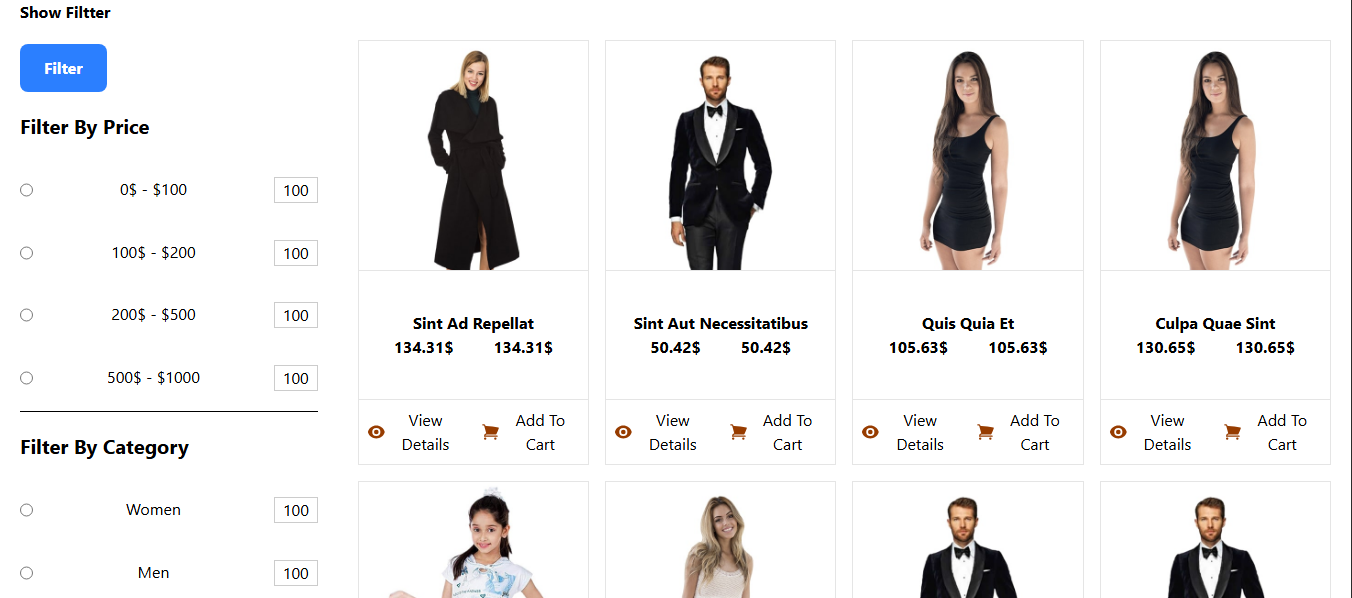 Show Filtter
Filter
Filter By Price
0$ - $100 100
100$ - $200 100
200$ - $500 100
500$ - $1000 100
Filter By Category
Women 100
Men 100
Sint Ad Repellat
134.31$ 134.31$
View Details Add To Cart
Sint Aut Necessitatibus
50.42$ 50.42$
View Details Add To Cart
Quis Quia Et
105.63$ 105.63$
View Details Add To Cart
Culpa Quae Sint
130.65$ 130.65$
View Details Add To Cart